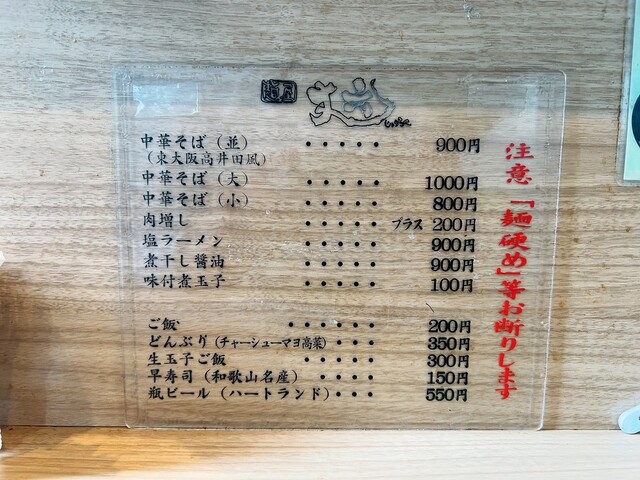 麺屋
中華そば（並）・・・・・ 900円
（東大阪高井田風）
中華そば（大）・・・・・ 1000円
中華そば（小）・・・・・ 800円
肉増し ・・・・・ プラス 200円
塩ラーメン ・・・・・ 900円
煮干し醬油 ・・・・・ 900円
味付煮玉子 ・・・・・ 100円
ご飯 ・・・・・・ 200円
どんぶり（チャーシューマヨ高菜）・・・ 350円
生玉子ご飯 ・・・・・ 300円
早寿司（和歌山名産）・・・・ 150円
瓶ビール（ハートランド）・・・ 550円
注意「麺硬め」等お断りします